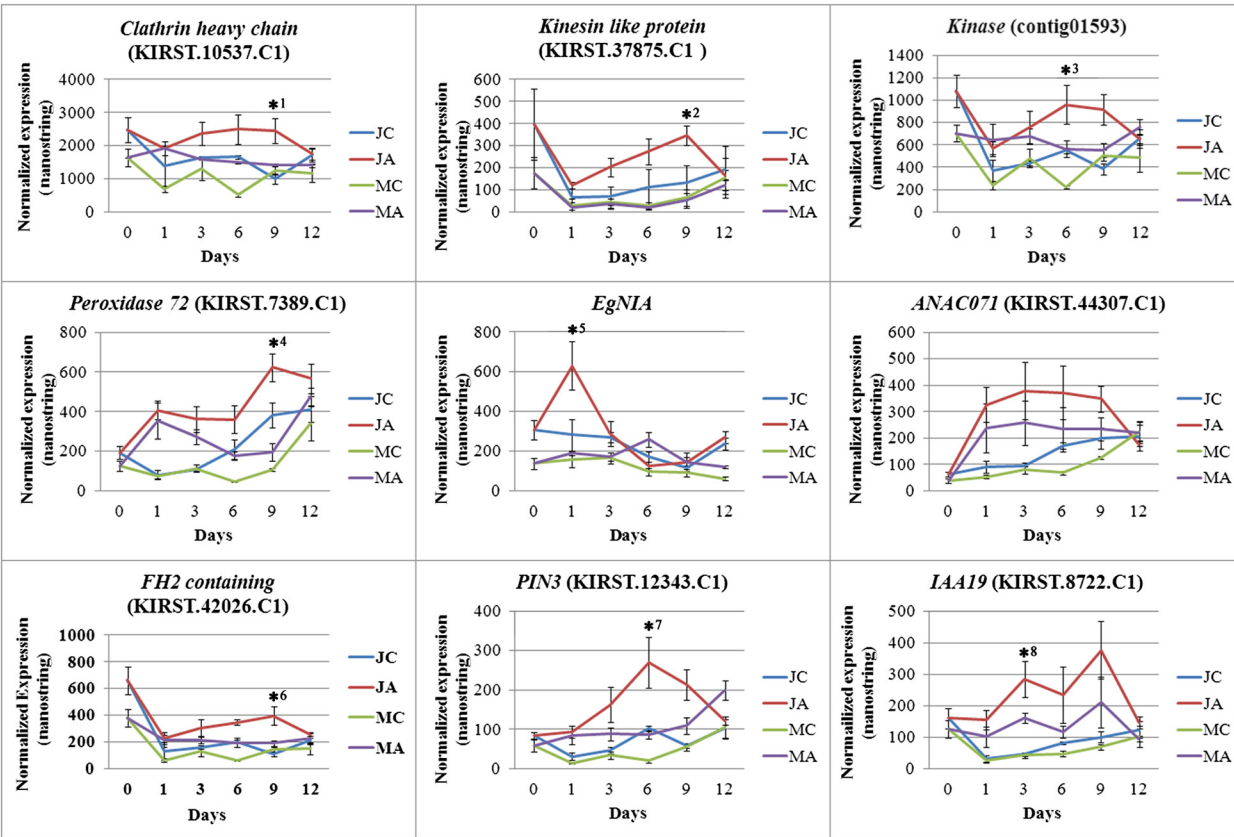 Clathrin heavy chain
(KIRST.10537.C1)
Normalized expression
(nanostring)
4000
3000
2000
1000
0
✱1
0 1 3 6 9 12
Days
JC
JA
MC
MA
Kinesin like protein
(KIRST.37875.C1 )
Normalized expression
(nanostring)
600
500
400
300
200
100
0
✱2
0 1 3 6 9 12
Days
JC
JA
MC
MA
Kinase (contig01593)
Normalized expression
(nanostring)
1400
1200
1000
800
600
400
200
0
✱3
0 1 3 6 9 12
Days
JC
JA
MC
MA
Peroxidase 72 (KIRST.7389.C1)
Normalized expression
(nanostring)
800
600
400
200
0
✱4
0 1 3 6 9 12
Days
JC
JA
MC
MA
EgNIA
Normalized expression
(nanostring)
800
600
400
200
0
✱5
0 1 3 6 9 12
Days
JC
JA
MC
MA
ANAC071 (KIRST.44307.C1)
Normalized expression
(nanostring)
600
500
400
300
200
100
0
0 1 3 6 9 12
Days
JC
JA
MC
MA
FH2 containing
(KIRST.42026.C1)
Normalized Expression
(nanostring)
1000
800
600
400
200
0
✱6
0 1 3 6 9 12
Days
JC
JA
MC
MA
PIN3 (KIRST.12343.C1)
Normalized expression
(nanostring)
400
300
200
100
0
✱7
0 1 3 6 9 12
Days
JC
JA
MC
MA
IAA19 (KIRST.8722.C1)
Normalized expression
(nanostring)
500
400
300
200
100
0
✱8
0 1 3 6 9 12
Days
JC
JA
MC
MA